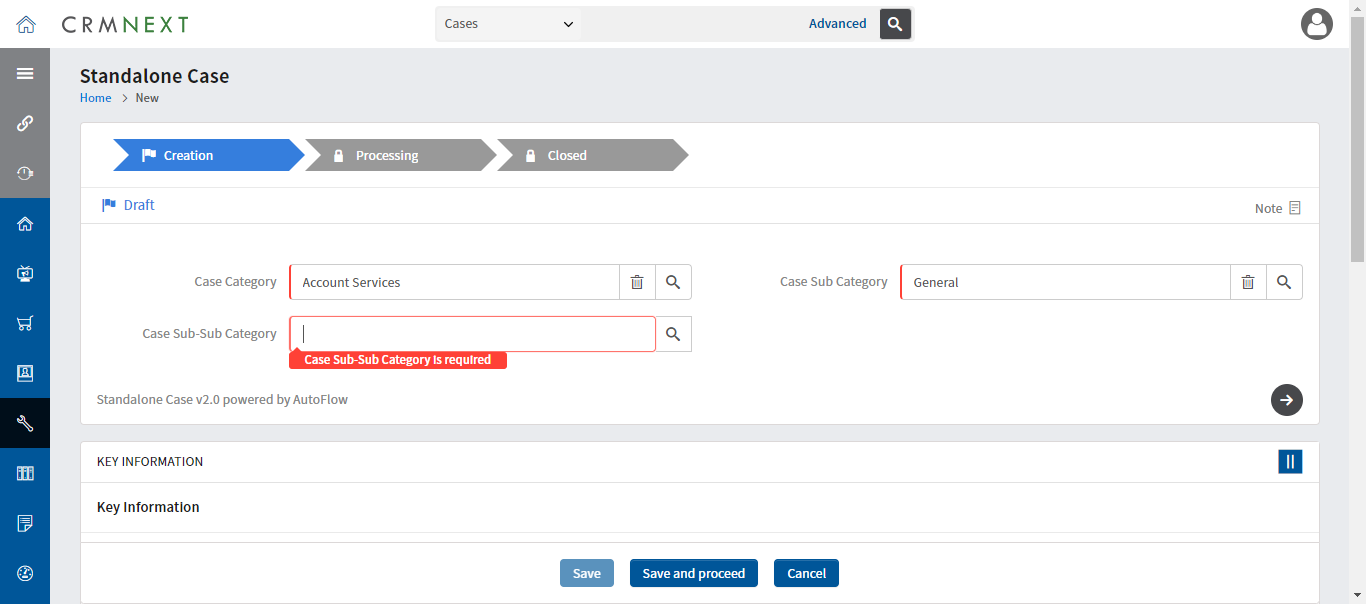 CRMNEXT
Cases
Advanced
Standalone Case
Home > New
Creation
Processing
Closed
Draft
Note
Case Category
Account Services
Case Sub Category
General
Case Sub-Sub Category
Case Sub-Sub Category is required
Standalone Case v2.0 powered by AutoFlow
KEY INFORMATION
Key Information
Save
Save and proceed
Cancel